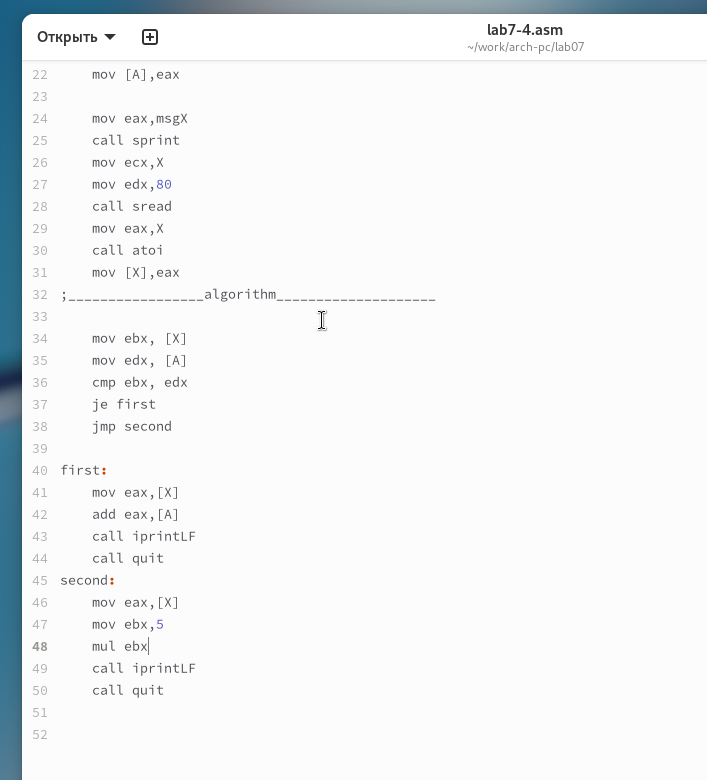 Открыть
lab7-4.asm
~/work/arch-pc/lab07
22 mov [A],eax
23
24 mov eax,msgX
25 call sprint
26 mov ecx,X
27 mov edx,80
28 call sread
29 mov eax,X
30 call atoi
31 mov [X],eax
32 ;_________________algorithm____________________
33
34 mov ebx, [X]
35 mov edx, [A]
36 cmp ebx, edx
37 je first
38 jmp second
39
40 first:
41 mov eax,[X]
42 add eax,[A]
43 call iprintLF
44 call quit
45 second:
46 mov eax,[X]
47 mov ebx,5
48 mul ebx
49 call iprintLF
50 call quit
51
52